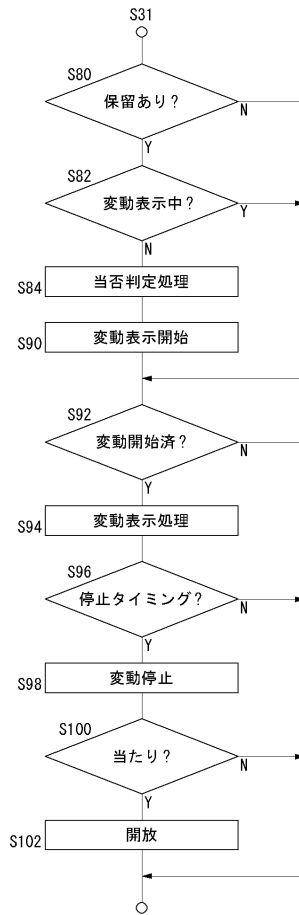 S31
S80
保留あり?
N
Y
S82
変動表示中?
Y
N
S84
当否判定処理
S90
変動表示開始
S92
変動開始済?
N
Y
S94
変動表示処理
S96
停止タイミング?
N
Y
S98
変動停止
S100
当たり?
N
Y
S102
開放